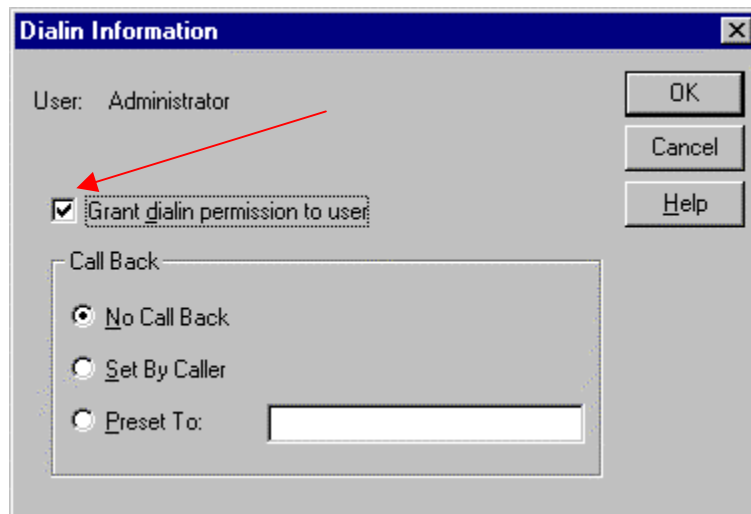 Dialin Information
User: Administrator
OK
Cancel
Help
Grant dialin permission to user
Call Back
No Call Back
Set By Caller
Preset To: